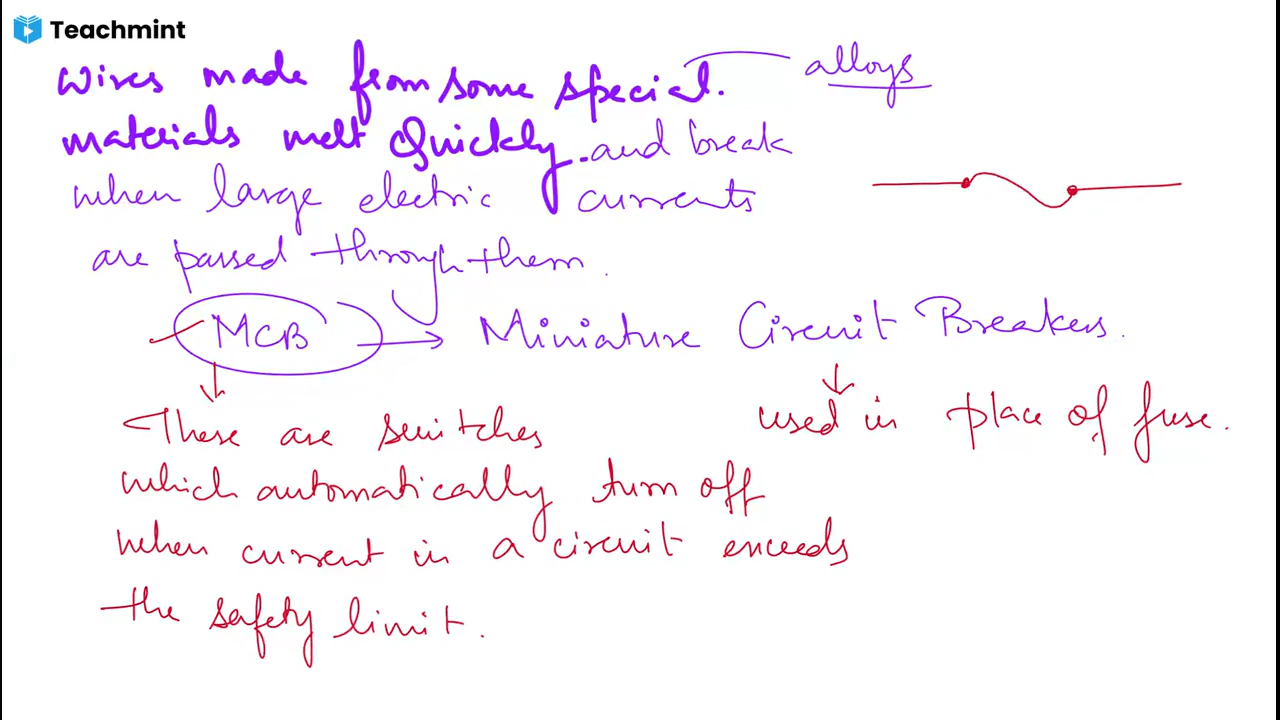 Teachmint
wires made from some special. alloys
materials melt quickly. and break
when large electric currents
are passed through them.
MCB → Miniature Circuit Breakers.
These are switches used in place of fuse.
which automatically turn off
when current in a circuit exceeds
the safety limit.